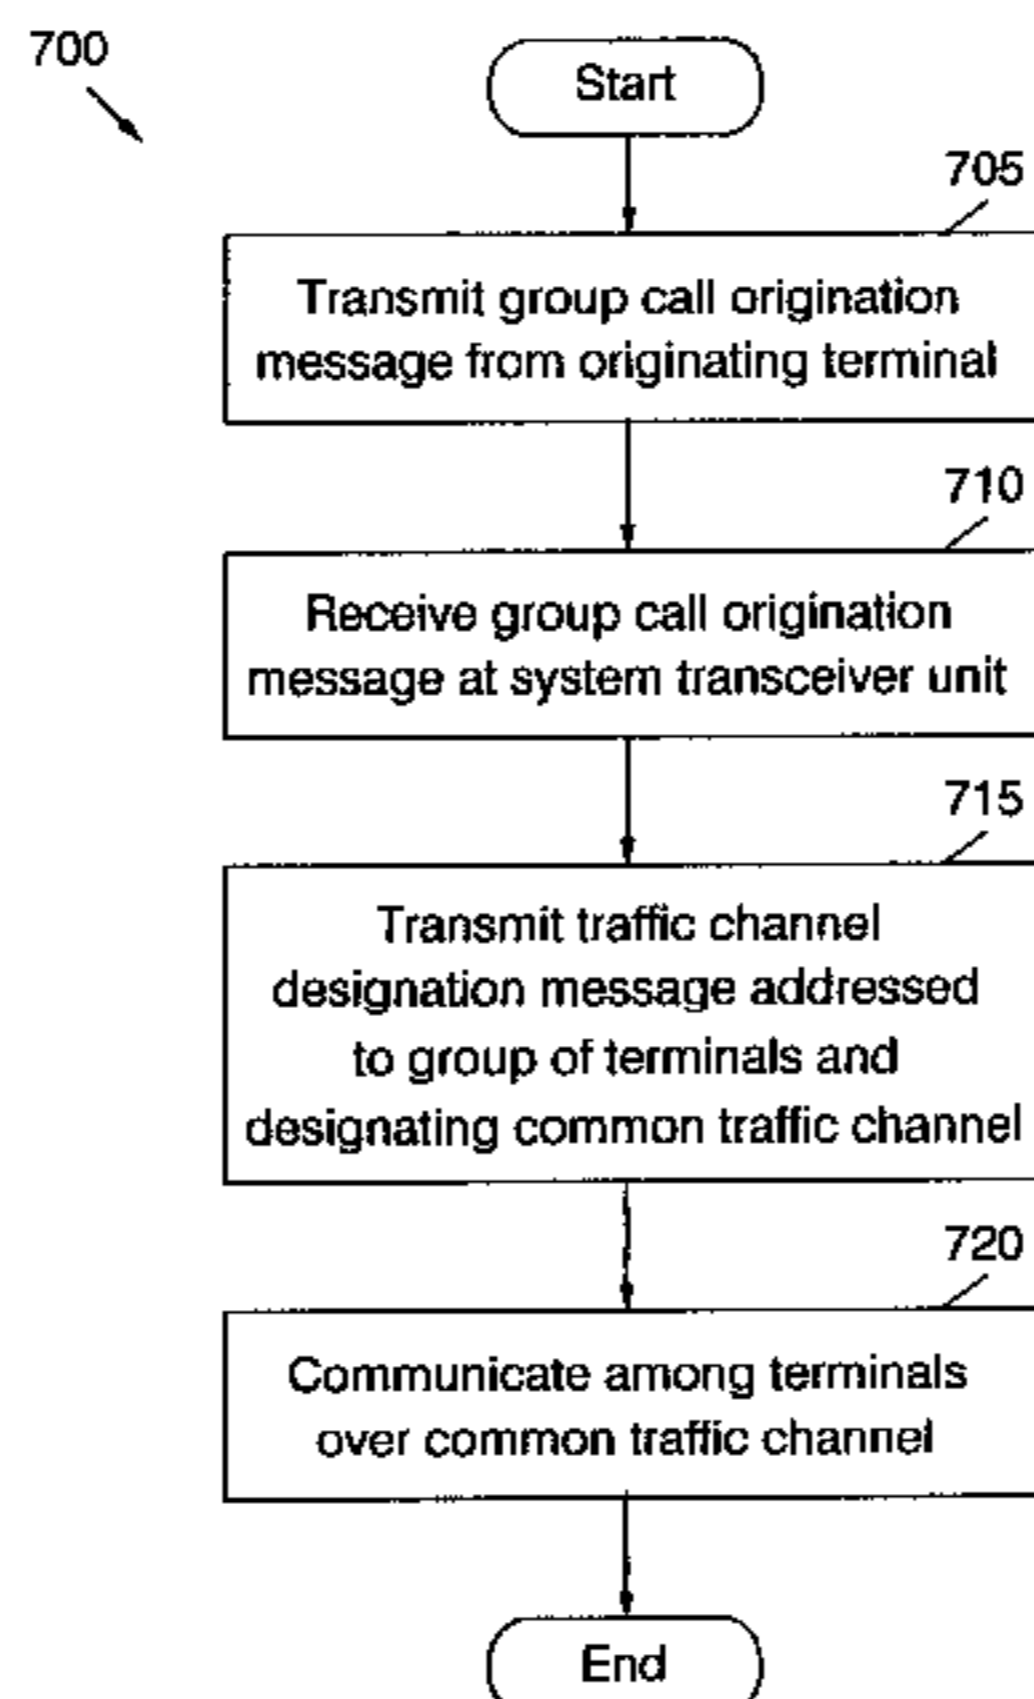 700
Start
705
Transmit group call origination
message from originating terminal
710
Receive group call origination
message at system transceiver unit
715
Transmit traffic channel
designation message addressed
to group of terminals and
designating common traffic channel
720
Communicate among terminals
over common traffic channel
End